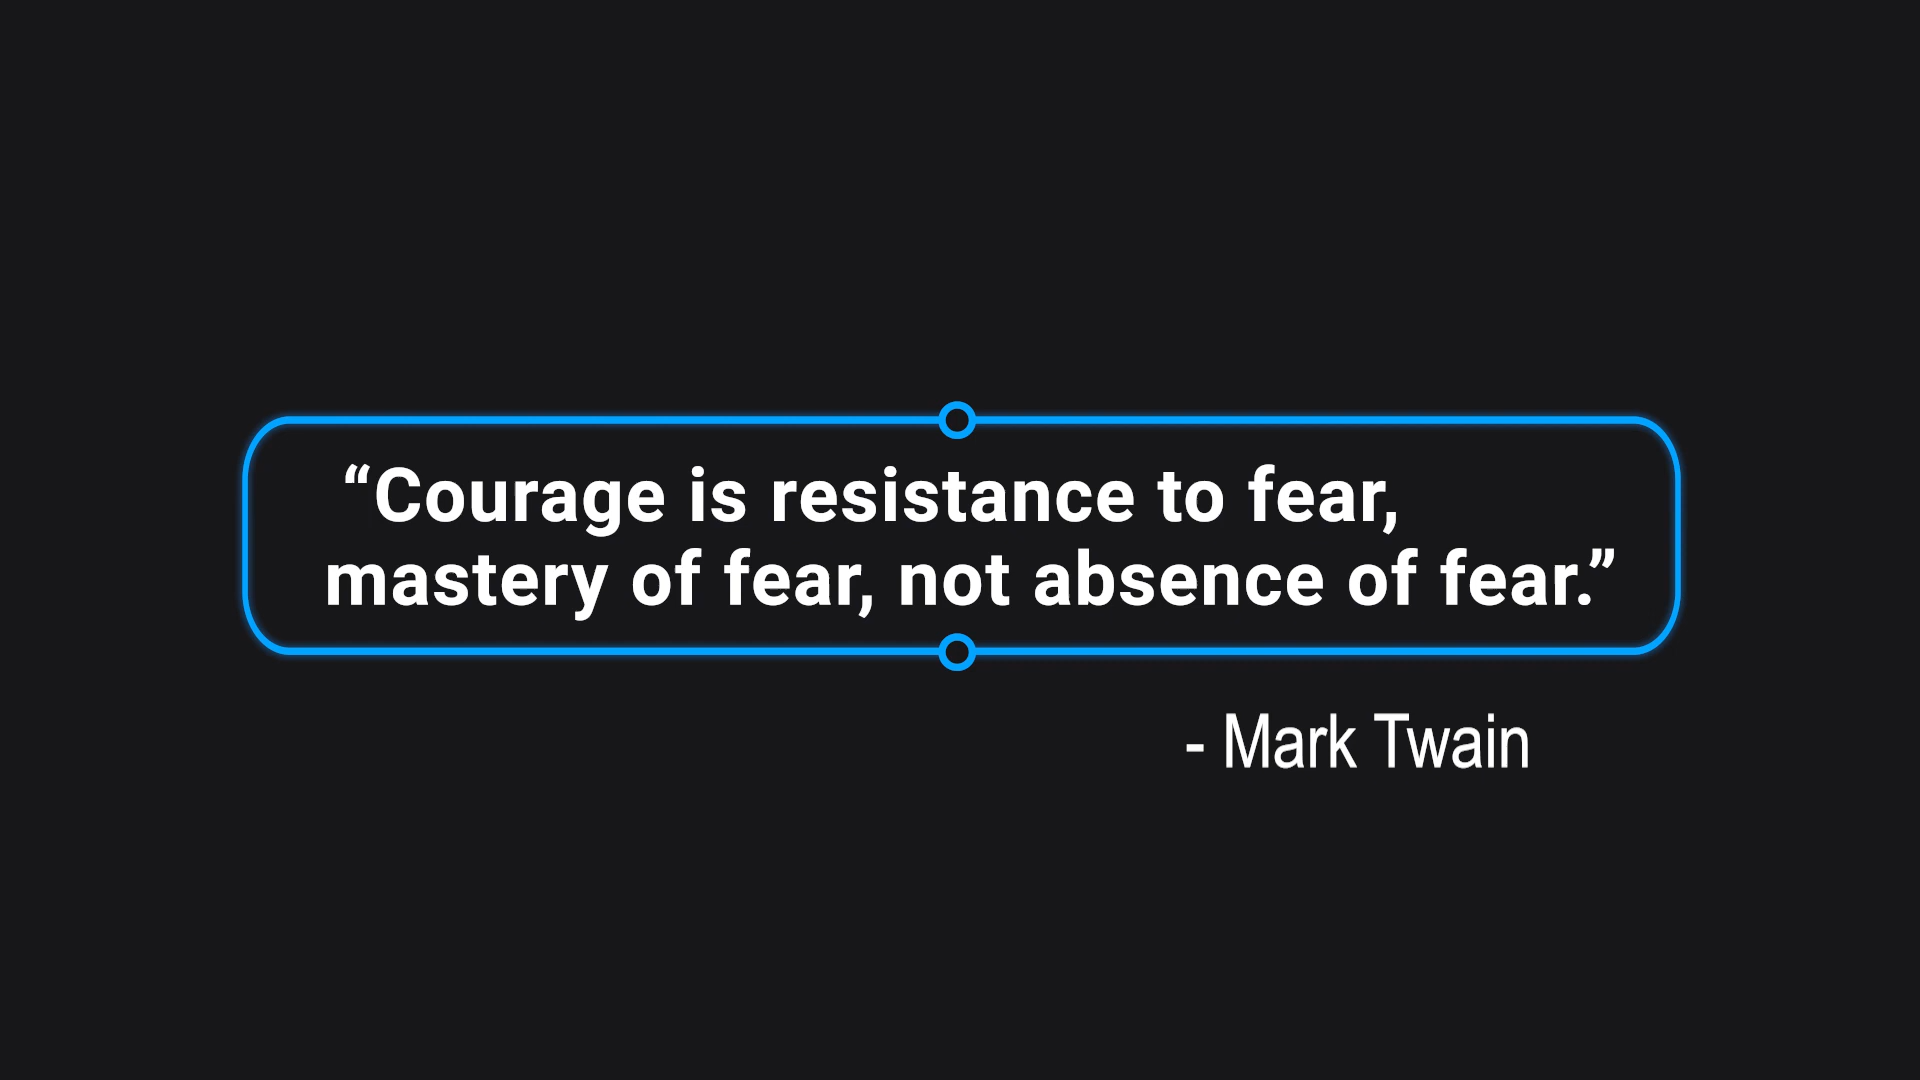 “Courage is resistance to fear,
mastery of fear, not absence of fear.”
- Mark Twain